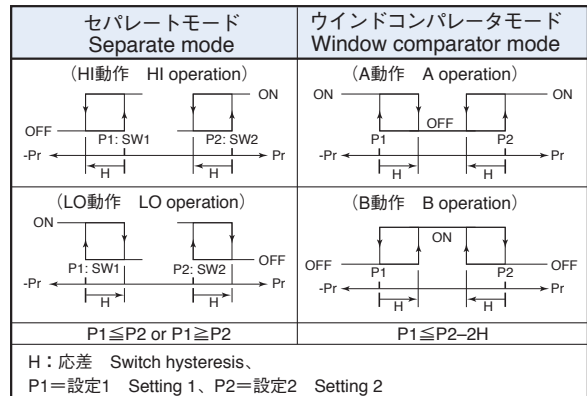 セパレートモード
Separate mode
ウインドコンパレータモード
Window comparator mode
(HI動作 HI operation)
ON
OFF
P1: SW1
P2: SW2
-Pr
Pr
H
H
(A動作 A operation)
ON
ON
OFF
P1
P2
-Pr
Pr
H
H
(LO動作 LO operation)
ON
OFF
P1: SW1
P2: SW2
-Pr
Pr
H
H
(B動作 B operation)
ON
OFF
OFF
P1
P2
-Pr
Pr
H
H
P1≦P2 or P1≧P2
P1≦P2–2H
H：応差 Switch hysteresis、
P1＝設定1 Setting 1、P2＝設定2 Setting 2